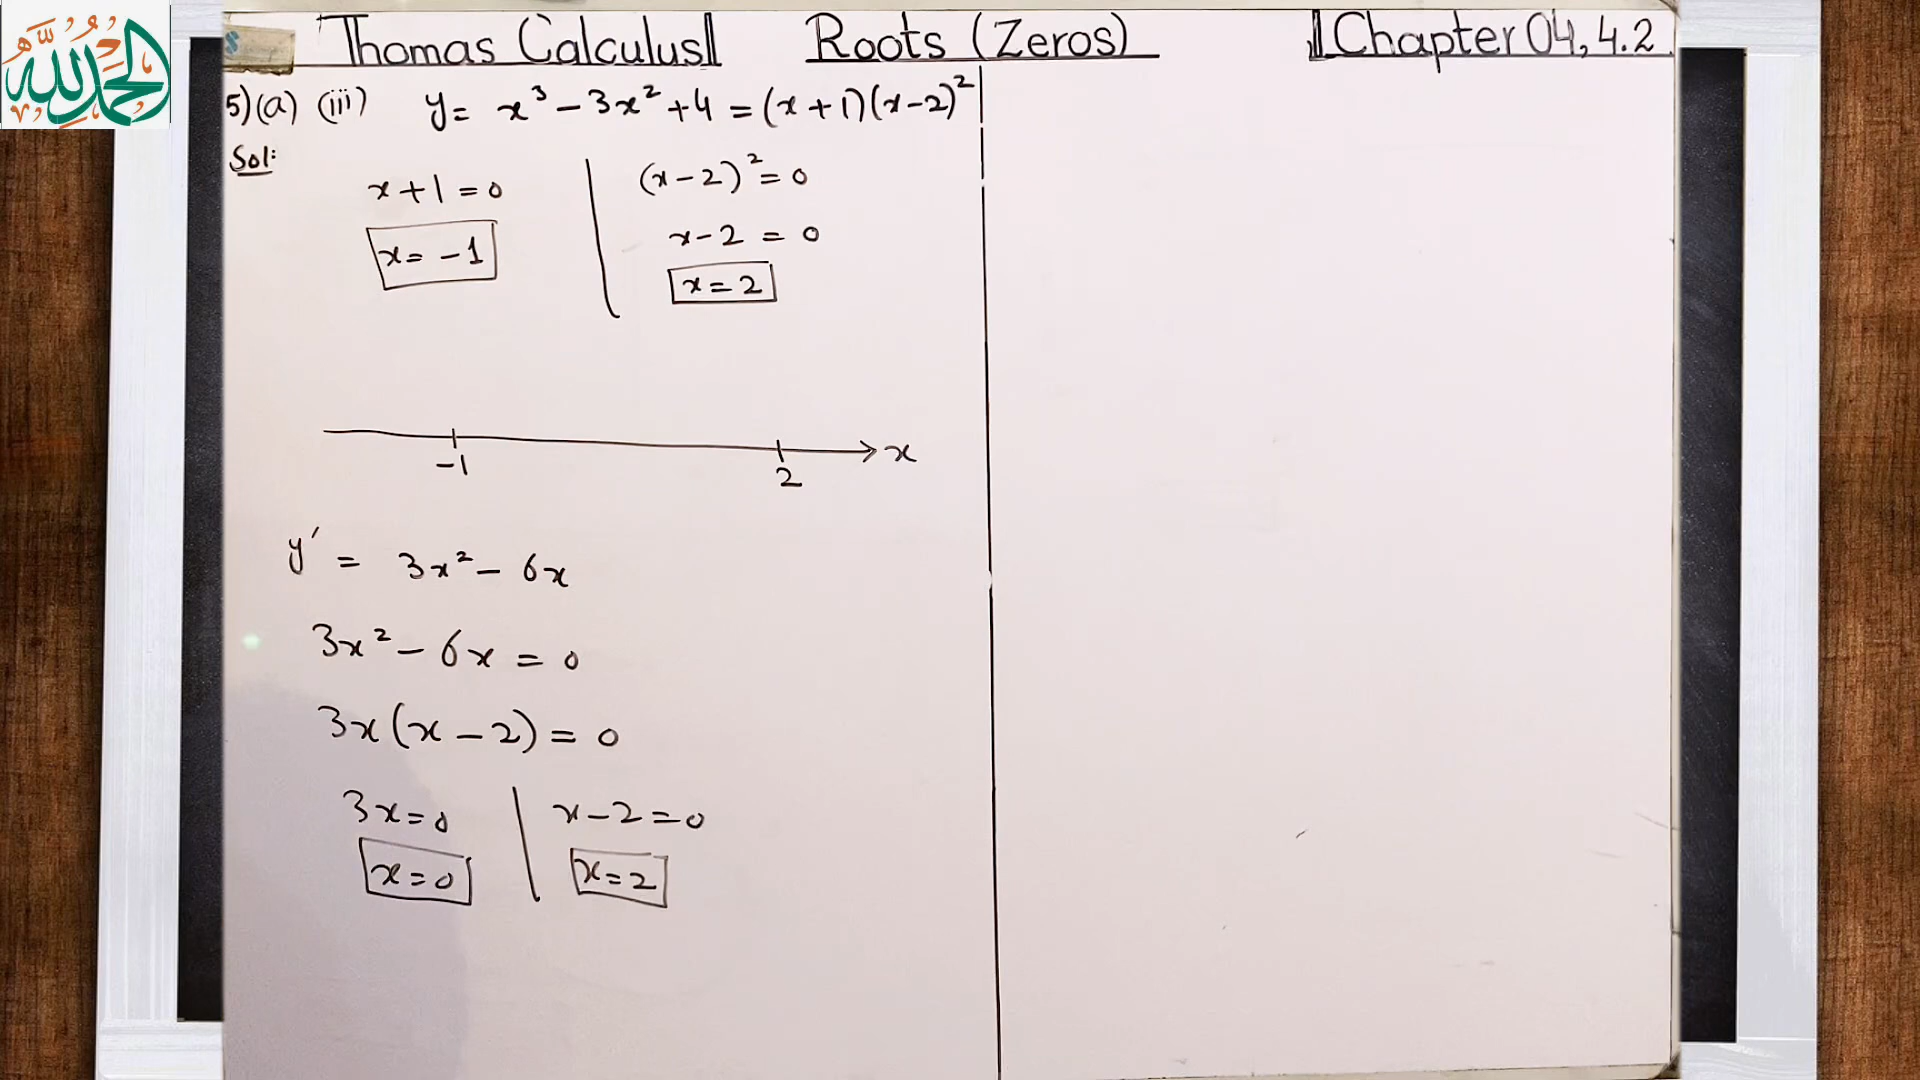 الحمد لله
Thomas Calculus Roots (Zeros) Chapter 04, 4.2
5)(a) (iii) y = x³ - 3x² + 4 = (x + 1)(x - 2)²
Sol:
x + 1 = 0
x = -1
(x - 2)² = 0
x - 2 = 0
x = 2
-1 2 x
y′ = 3x² - 6x
3x² - 6x = 0
3x(x - 2) = 0
3x = 0
x = 0
x - 2 = 0
x = 2